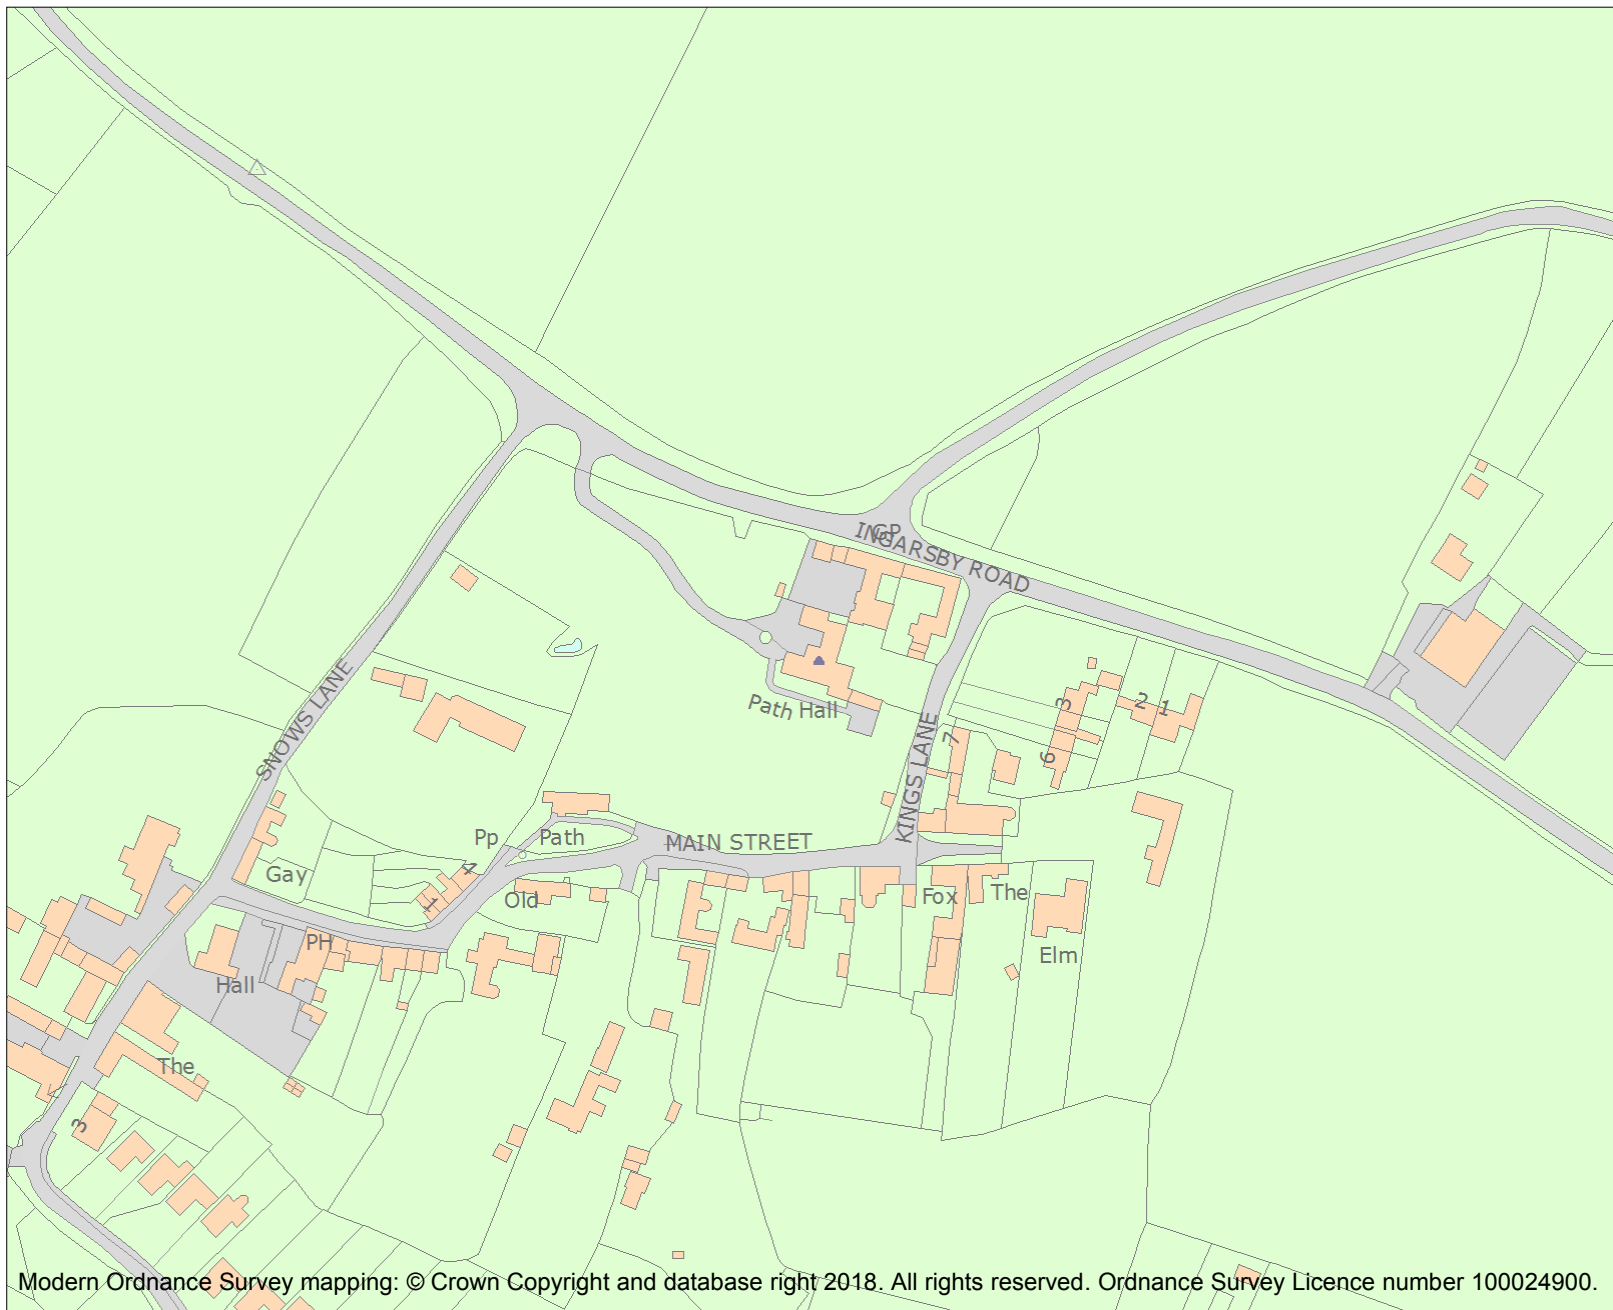 GP
INGARSBY ROAD
SNOWS LANE
Path Hall
KINGS LANE
3
2
1
7
6
Pp
Path
MAIN STREET
4
Gay
1
Old
Fox
The
PH
Hall
Elm
The
3
Modern Ordnance Survey mapping: © Crown Copyright and database right 2018. All rights reserved. Ordnance Survey Licence number 100024900.